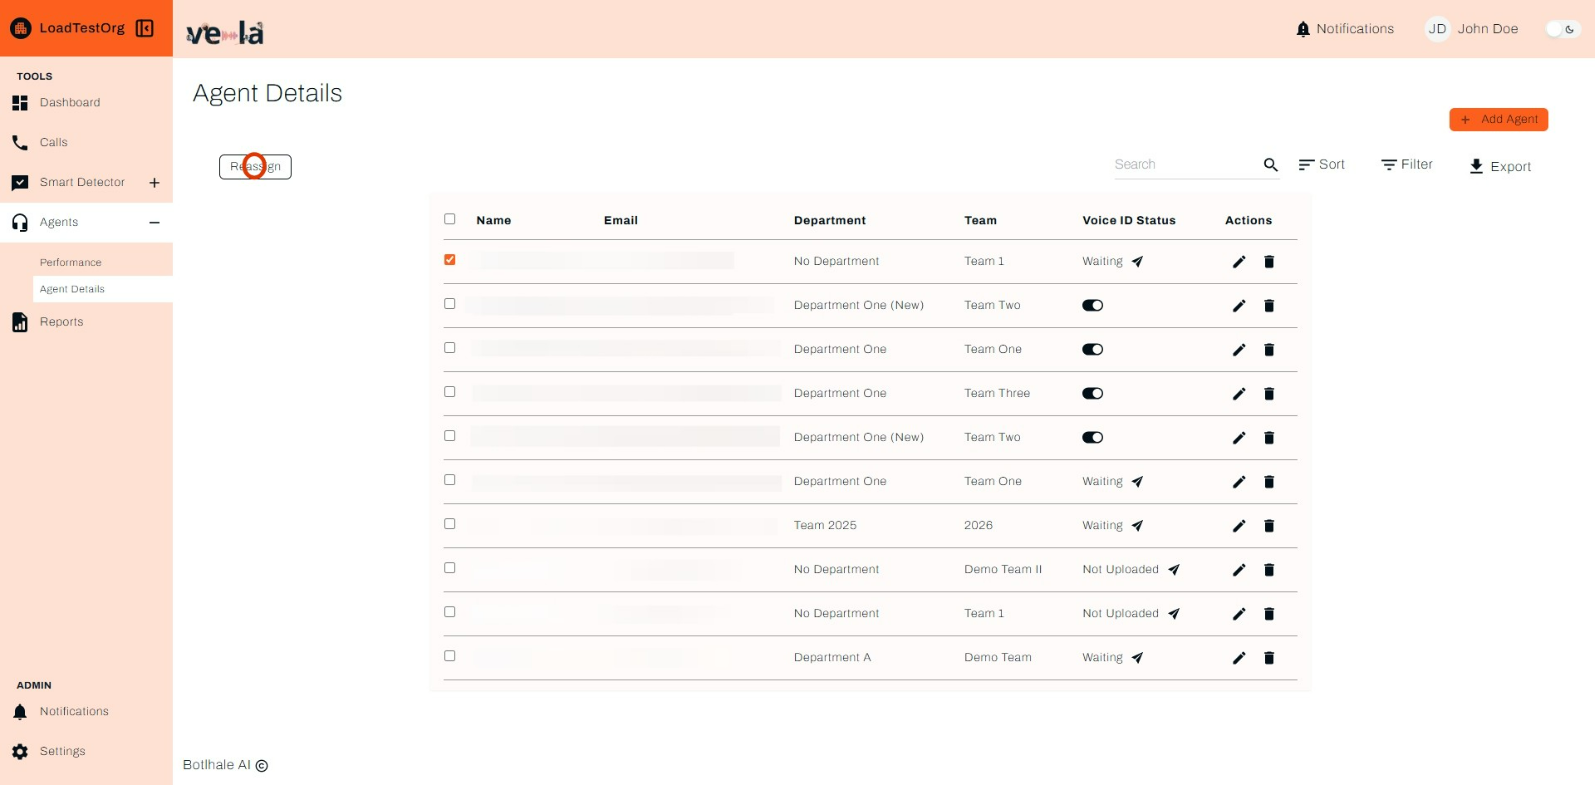 LoadTestOrg
vela
Notifications
JD John Doe
TOOLS
Dashboard
Calls
Smart Detector
Agents
Performance
Agent Details
Reports
ADMIN
Notifications
Settings
Agent Details
+ Add Agent
Reassign
Search
Sort
Filter
Export
Name Email Department Team Voice ID Status Actions
No Department Team 1 Waiting
Department One (New) Team Two
Department One Team One
Department One Team Three
Department One (New) Team Two
Department One Team One Waiting
Team 2025 2026 Waiting
No Department Demo Team II Not Uploaded
No Department Team 1 Not Uploaded
Department A Demo Team Waiting
Botlhale AI ©